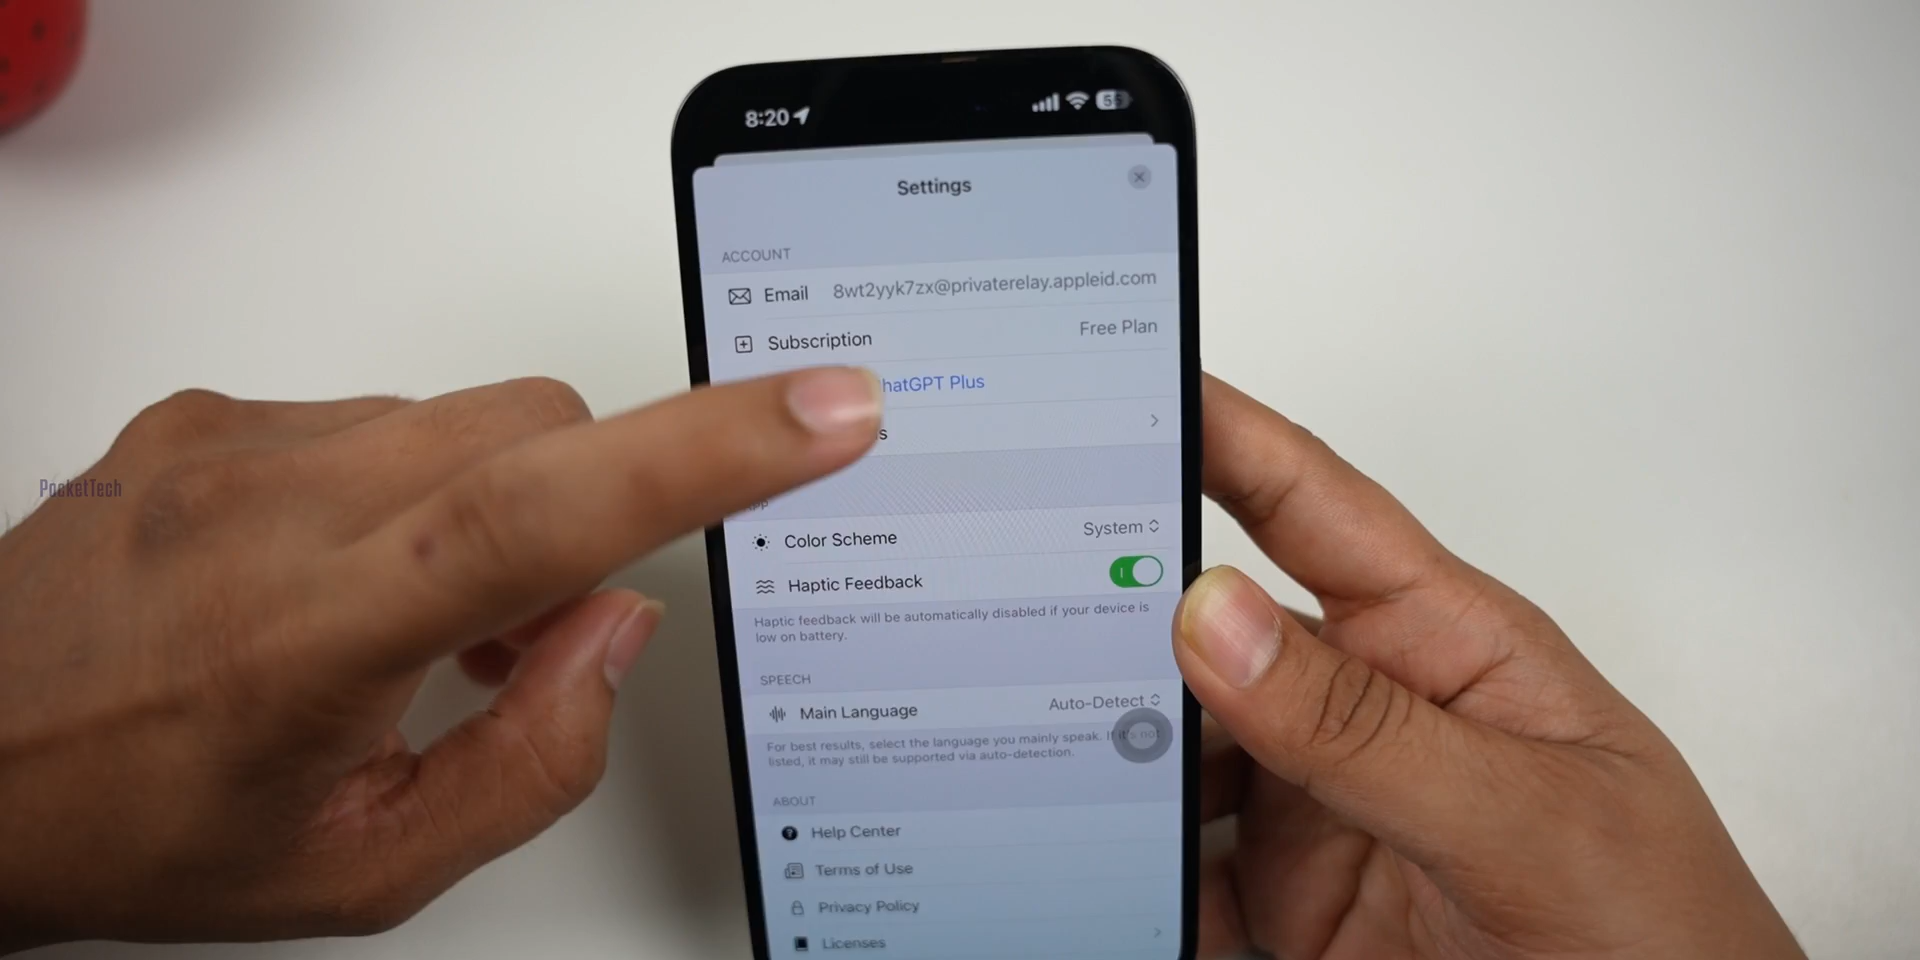 8:20
Settings
ACCOUNT
Email 8wt2yyk7zx@privaterelay.appleid.com
Subscription Free Plan
hatGPT Plus
s
PocketTech
Color Scheme System
Haptic Feedback
Haptic feedback will be automatically disabled if your device is
low on battery.
SPEECH
Main Language Auto-Detect
For best results, select the language you mainly speak. If it's not
listed, it may still be supported via auto-detection.
ABOUT
Help Center
Terms of Use
Privacy Policy
Licenses